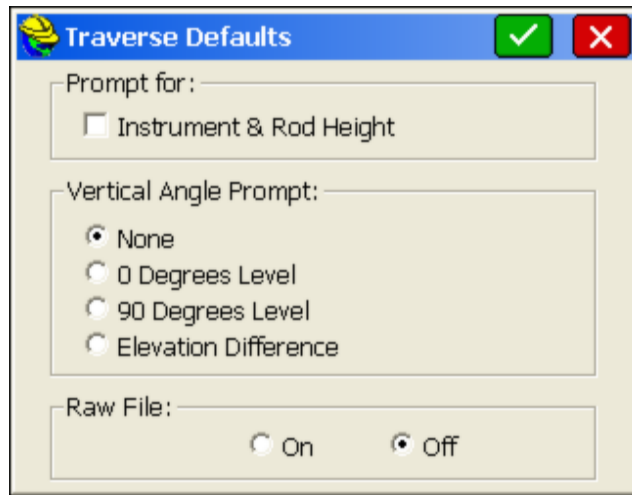 Traverse Defaults
Prompt for:
Instrument & Rod Height
Vertical Angle Prompt:
None
0 Degrees Level
90 Degrees Level
Elevation Difference
Raw File:
On Off